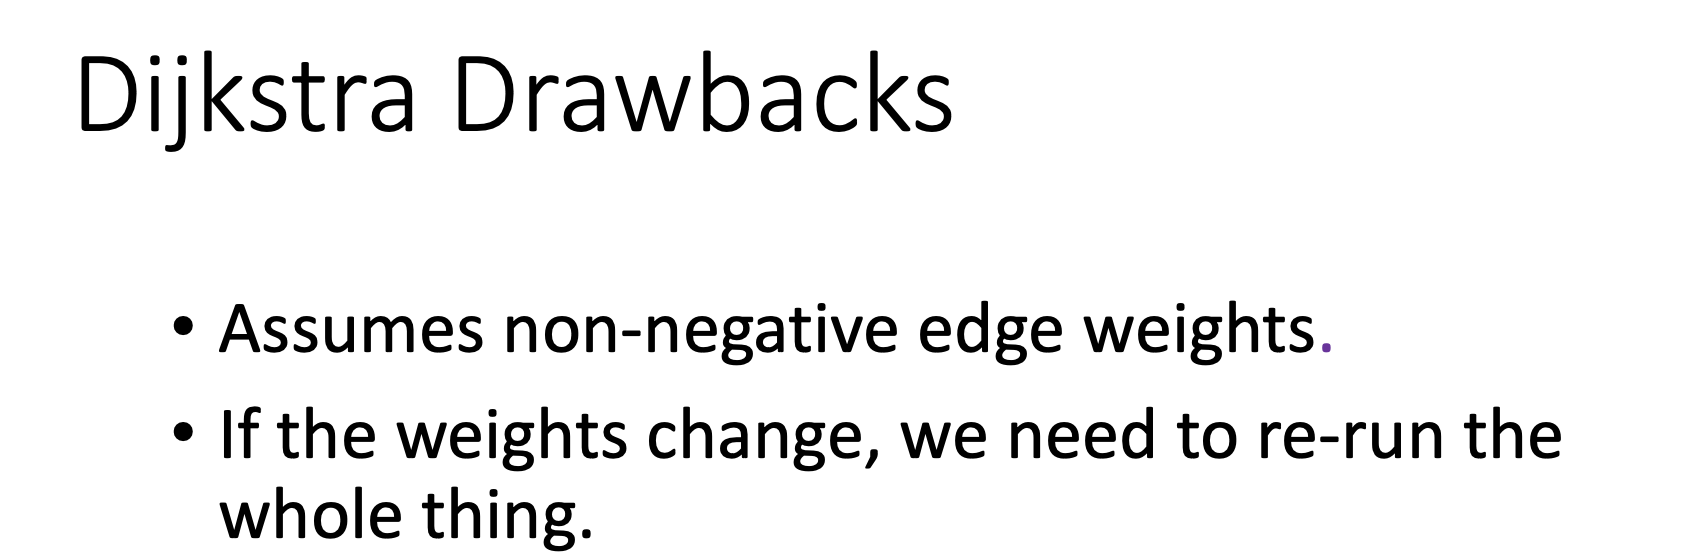 Dijkstra Drawbacks
• Assumes non-negative edge weights.
• If the weights change, we need to re-run the
whole thing.